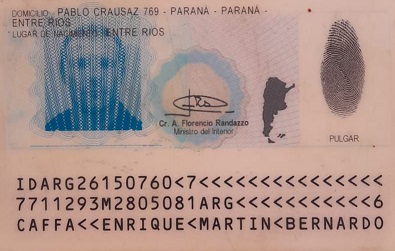 DOMICILIO PABLO CRAUSAZ 769 - PARANÁ - PARANÁ -
ENTRE RÍOS
LUGAR DE NACIMIENTO ENTRE RIOS
Cr. A. Florencio Randazzo
Ministro del Interior
PULGAR
IDARG26150760<7<<<<<<<<<<<<<<<
7711293M2805081ARG<<<<<<<<<<<6
CAFFA<<ENRIQUE<MARTIN<BERNARDO